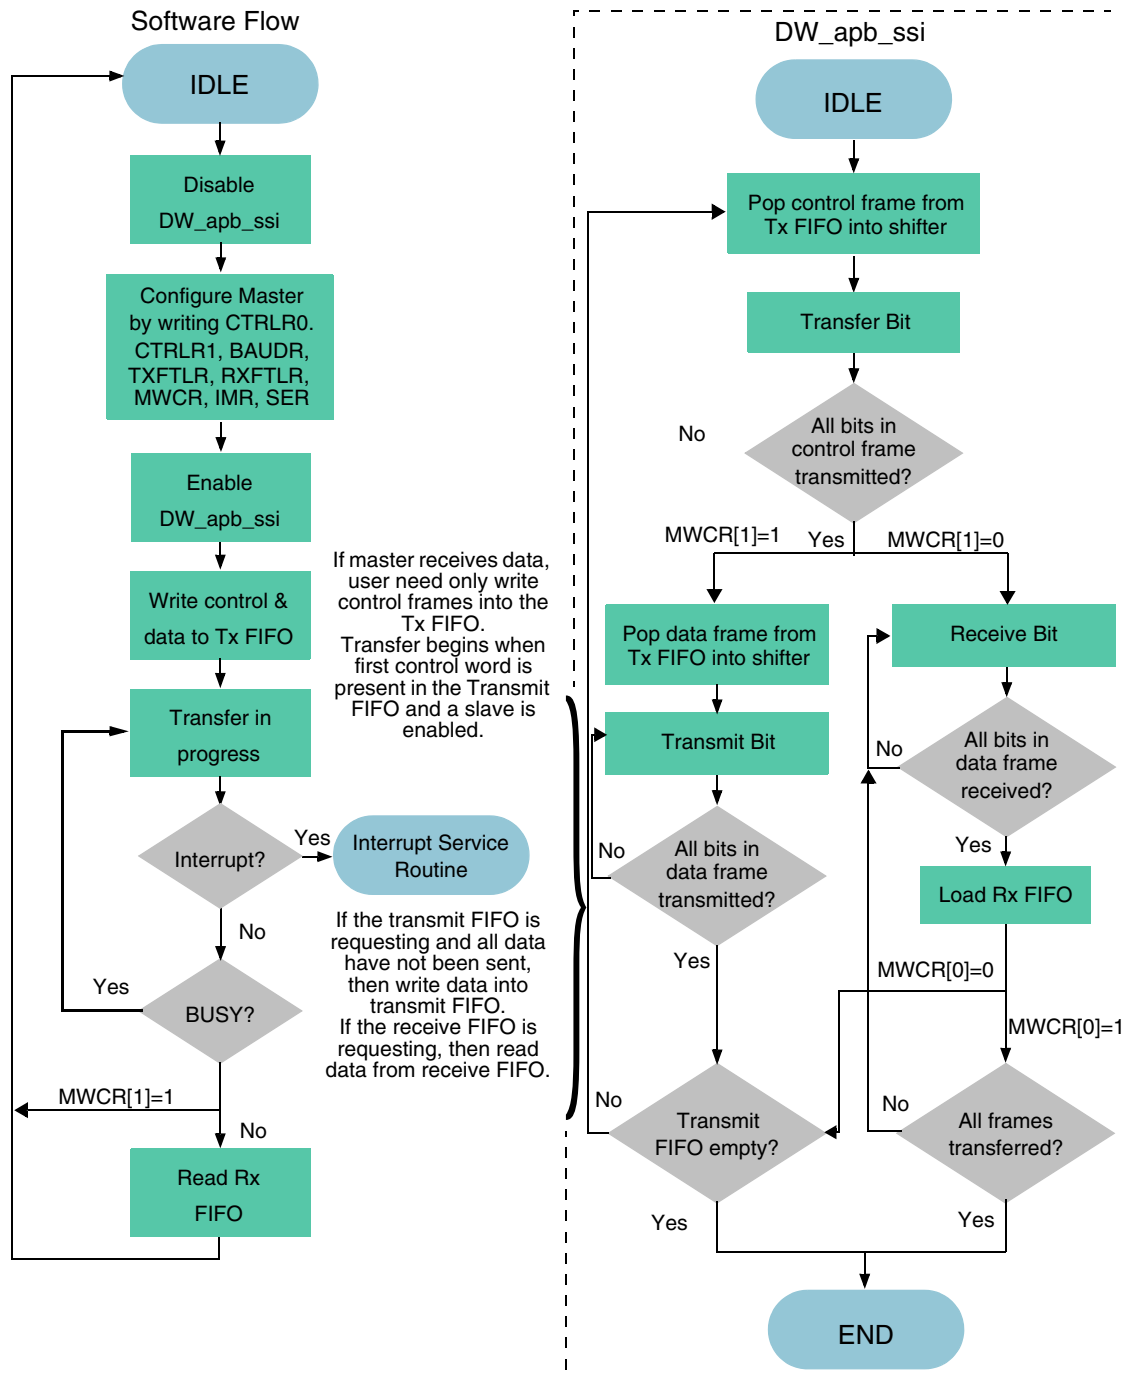 Software Flow
IDLE
Disable
DW_apb_ssi
Configure Master
by writing CTRLR0.
CTRLR1, BAUDR,
TXFTLR, RXFTLR,
MWCR, IMR, SER
Enable
DW_apb_ssi
Write control &
data to Tx FIFO
If master receives data,
user need only write
control frames into the
Tx FIFO.
Transfer begins when
first control word is
present in the Transmit
FIFO and a slave is
enabled.
Transfer in
progress
Interrupt?
Yes
Interrupt Service
Routine
No
If the transmit FIFO is
requesting and all data
have not been sent,
then write data into
transmit FIFO.
If the receive FIFO is
requesting, then read
data from receive FIFO.
BUSY?
Yes
MWCR[1]=1
No
Read Rx
FIFO
DW_apb_ssi
IDLE
Pop control frame from
Tx FIFO into shifter
Transfer Bit
All bits in
control frame
transmitted?
No
MWCR[1]=1
Yes
MWCR[1]=0
Pop data frame from
Tx FIFO into shifter
Transmit Bit
All bits in
data frame
transmitted?
No
Yes
Receive Bit
All bits in
data frame
received?
No
Yes
Load Rx FIFO
MWCR[0]=0
MWCR[0]=1
Transmit
FIFO empty?
No
Yes
All frames
transferred?
No
Yes
END